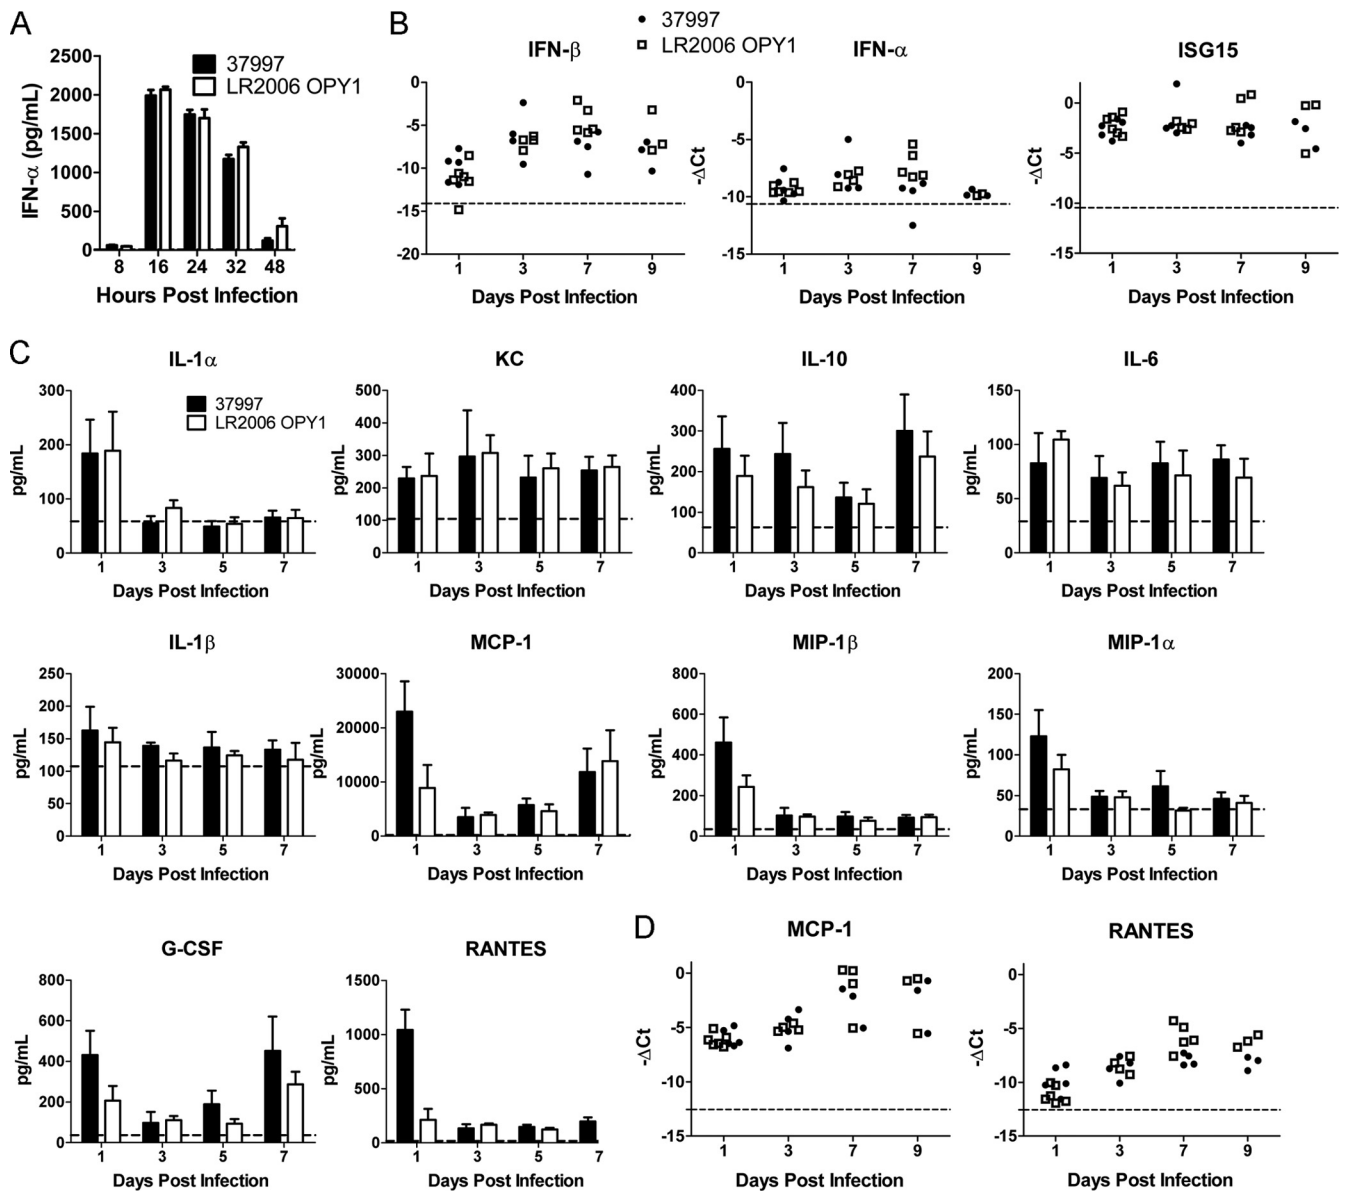 A
2500
2000
1500
1000
500
0
IFN-α (pg/mL)
37997
LR2006 OPY1
8 16 24 32 48
Hours Post Infection
B
37997
LR2006 OPY1
IFN-β
0
-5
-10
-15
-20
1 3 7 9
Days Post Infection
IFN-α
-ΔCt
0
-5
-10
-15
1 3 7 9
Days Post Infection
ISG15
-ΔCt
0
-5
-10
-15
1 3 7 9
Days Post Infection
C
IL-1α
pg/mL
300
200
100
0
37997
LR2006 OPY1
1 3 5 7
Days Post Infection
KC
pg/mL
500
400
300
200
100
0
1 3 5 7
Days Post Infection
IL-10
pg/mL
400
300
200
100
0
1 3 5 7
Days Post Infection
IL-6
pg/mL
150
100
50
0
1 3 5 7
Days Post Infection
IL-1β
pg/mL
250
200
150
100
50
0
1 3 5 7
Days Post Infection
MCP-1
pg/mL
30000
20000
10000
0
1 3 5 7
Days Post Infection
MIP-1β
pg/mL
800
600
400
200
0
1 3 5 7
Days Post Infection
MIP-1α
pg/mL
200
150
100
50
0
1 3 5 7
Days Post Infection
G-CSF
pg/mL
800
600
400
200
0
1 3 5 7
Days Post Infection
RANTES
pg/mL
1500
1000
500
0
1 3 5 7
Days Post Infection
D
MCP-1
-ΔCt
0
-5
-10
-15
1 3 7 9
Days Post Infection
RANTES
-ΔCt
0
-5
-10
-15
1 3 7 9
Days Post Infection